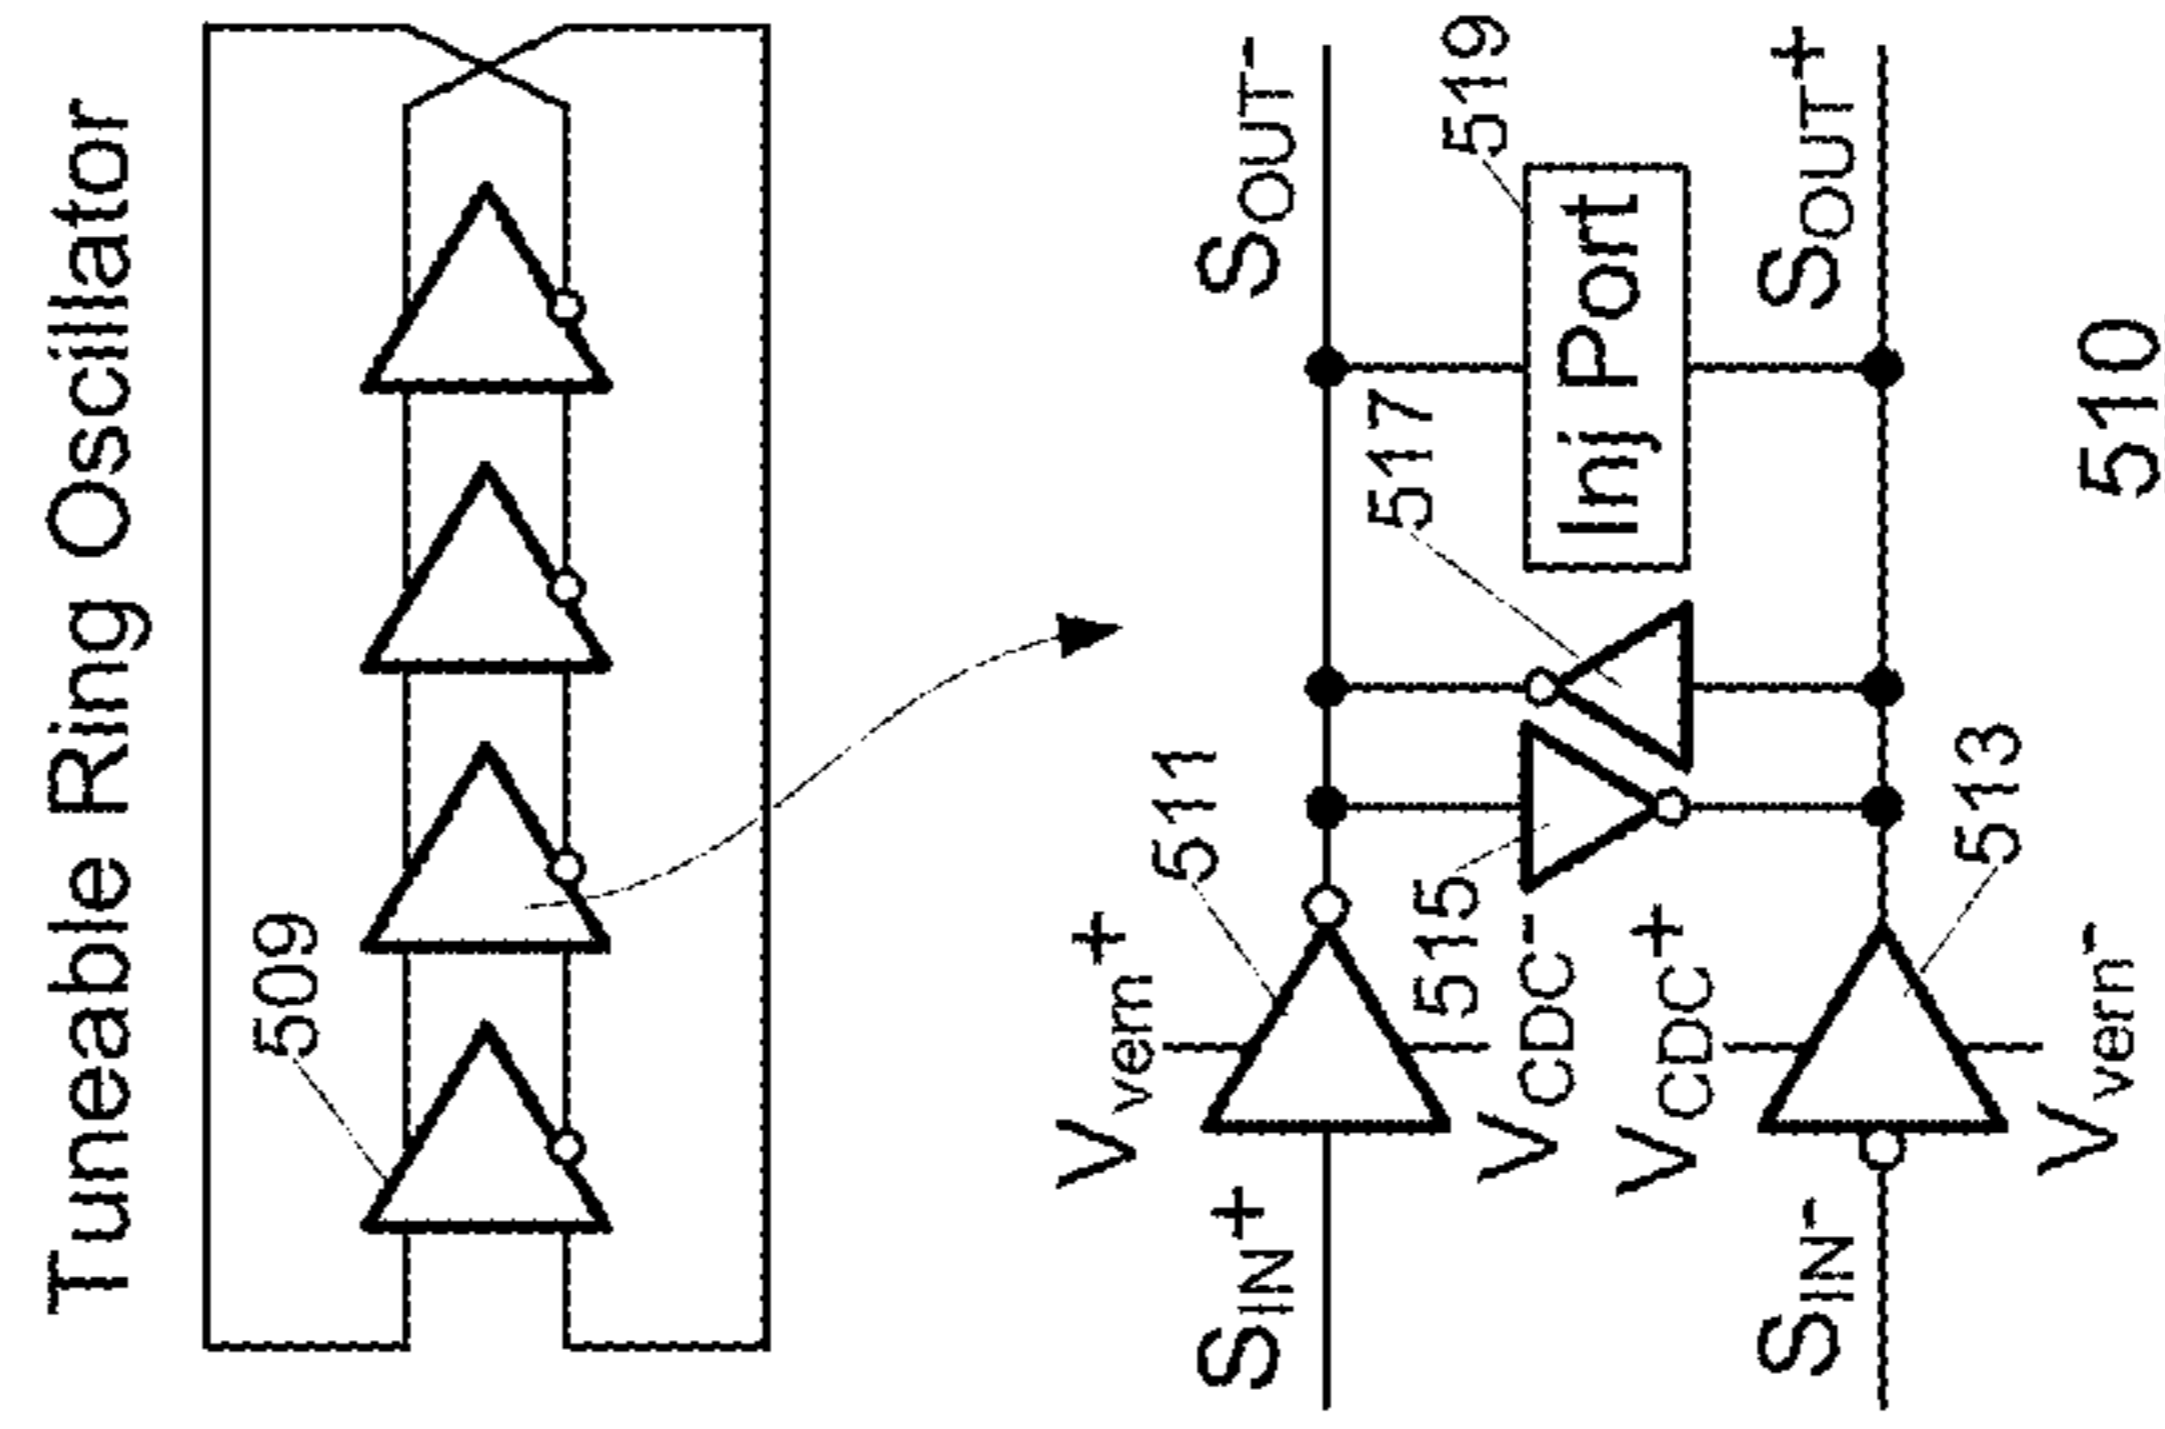 Tuneable Ring Oscillator
509
Vvern+
511
SIN+
SOUT-
515
VCDC-
517
519
Inj Port
VCDC+
513
SIN-
SOUT+
Vvern-
510